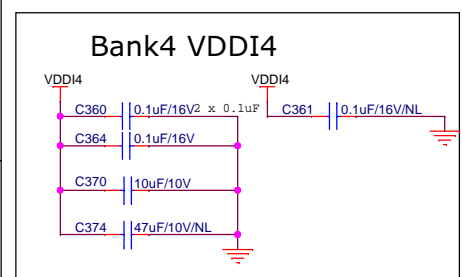 Bank4 VDDI4
VDDI4 VDDI4
C360 0.1uF/16V 2 x 0.1uF C361 0.1uF/16V/NL
C364 0.1uF/16V
C370 10uF/10V
C374 47uF/10V/NL